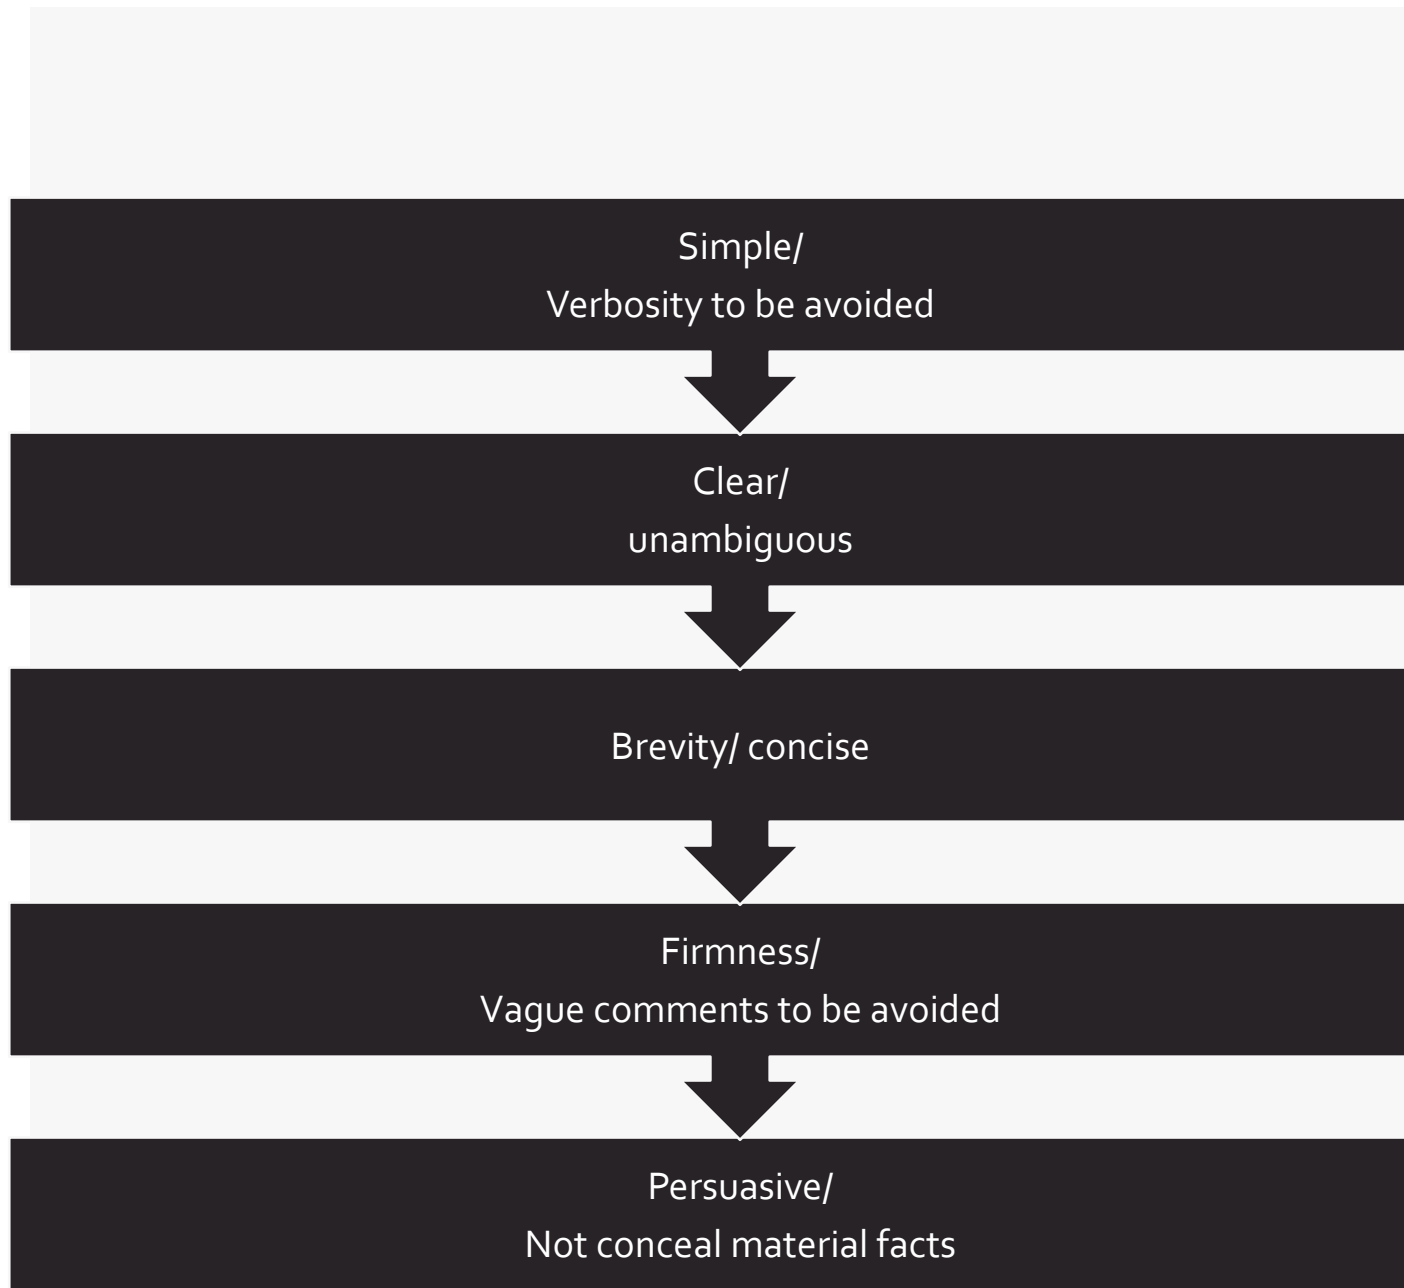 Simple/
Verbosity to be avoided
Clear/
unambiguous
Brevity/ concise
Firmness/
Vague comments to be avoided
Persuasive/
Not conceal material facts